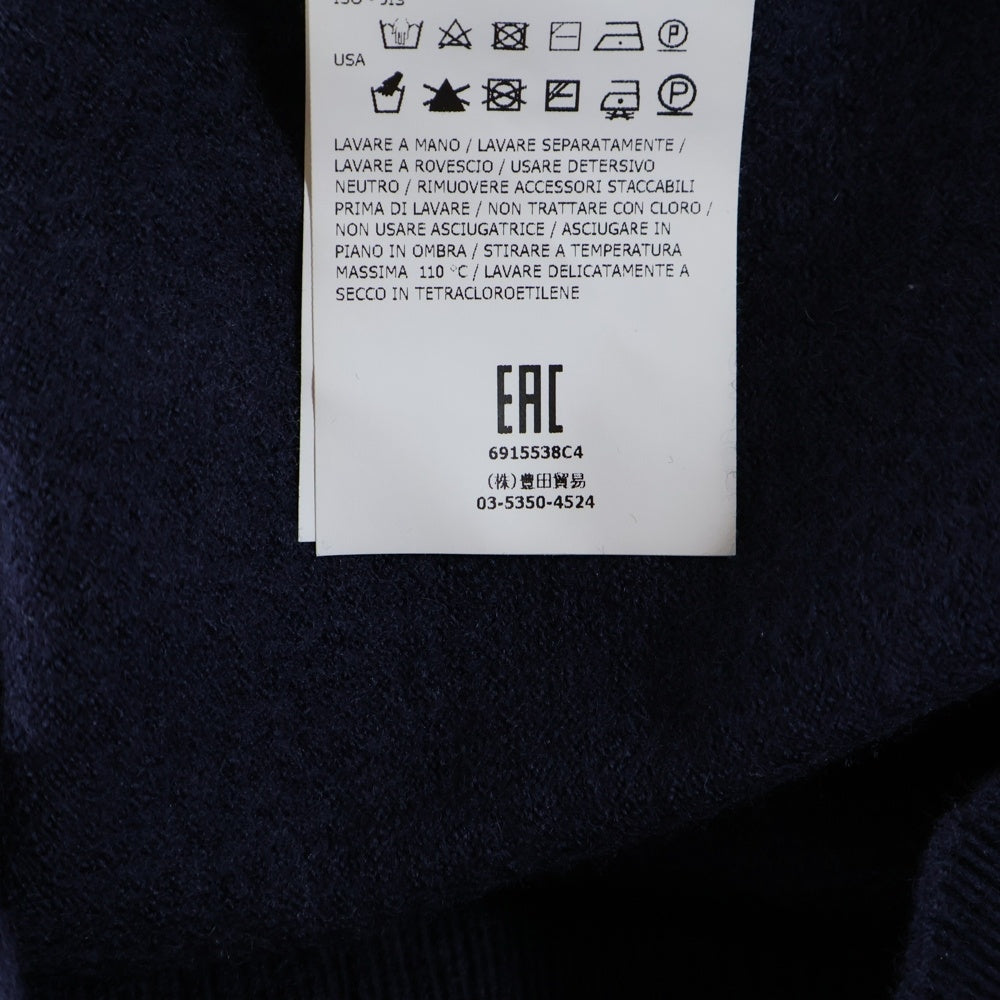 ISO - JIS
USA
LAVARE A MANO / LAVARE SEPARATAMENTE /
LAVARE A ROVESCIO / USARE DETERSIVO
NEUTRO / RIMUOVERE ACCESSORI STACCABILI
PRIMA DI LAVARE / NON TRATTARE CON CLORO /
NON USARE ASCIUGATRICE / ASCIUGARE IN
PIANO IN OMBRA / STIRARE A TEMPERATURA
MASSIMA 110 °C / LAVARE DELICATAMENTE A
SECCO IN TETRACLOROETILENE
EAC
6915538C4
(株)豊田貿易
03-5350-4524